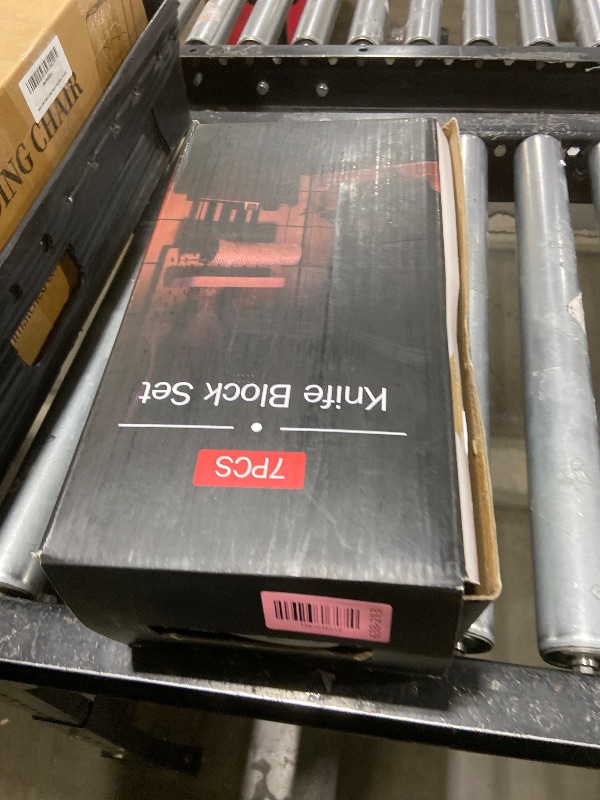 7PCS
Knife Block Set
ING CHAIR